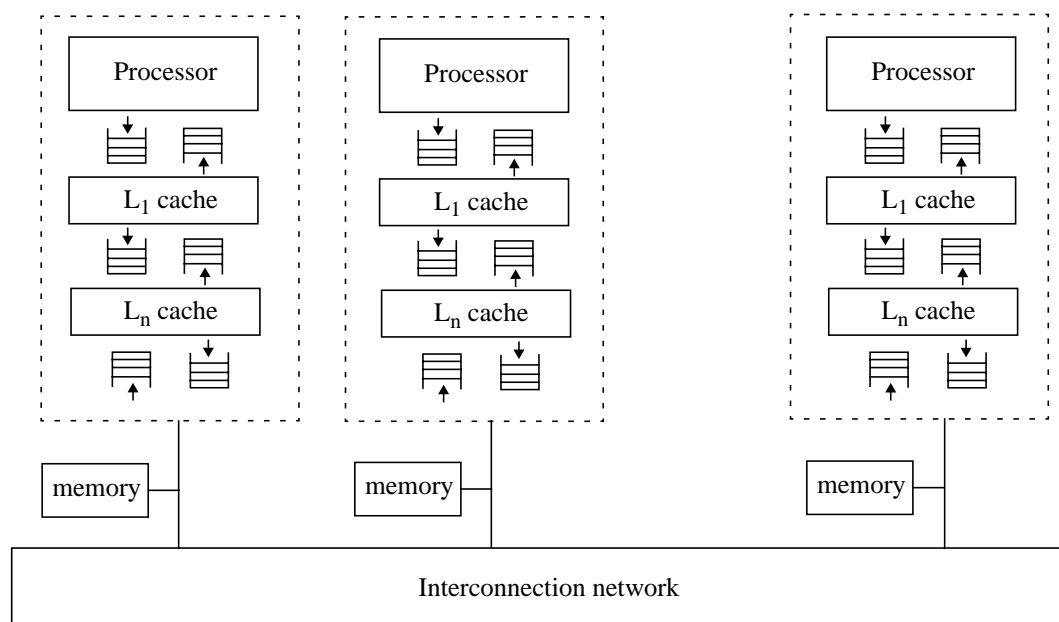 Processor
Processor
Processor
L₁ cache
L₁ cache
L₁ cache
Lₙ cache
Lₙ cache
Lₙ cache
memory
memory
memory
Interconnection network